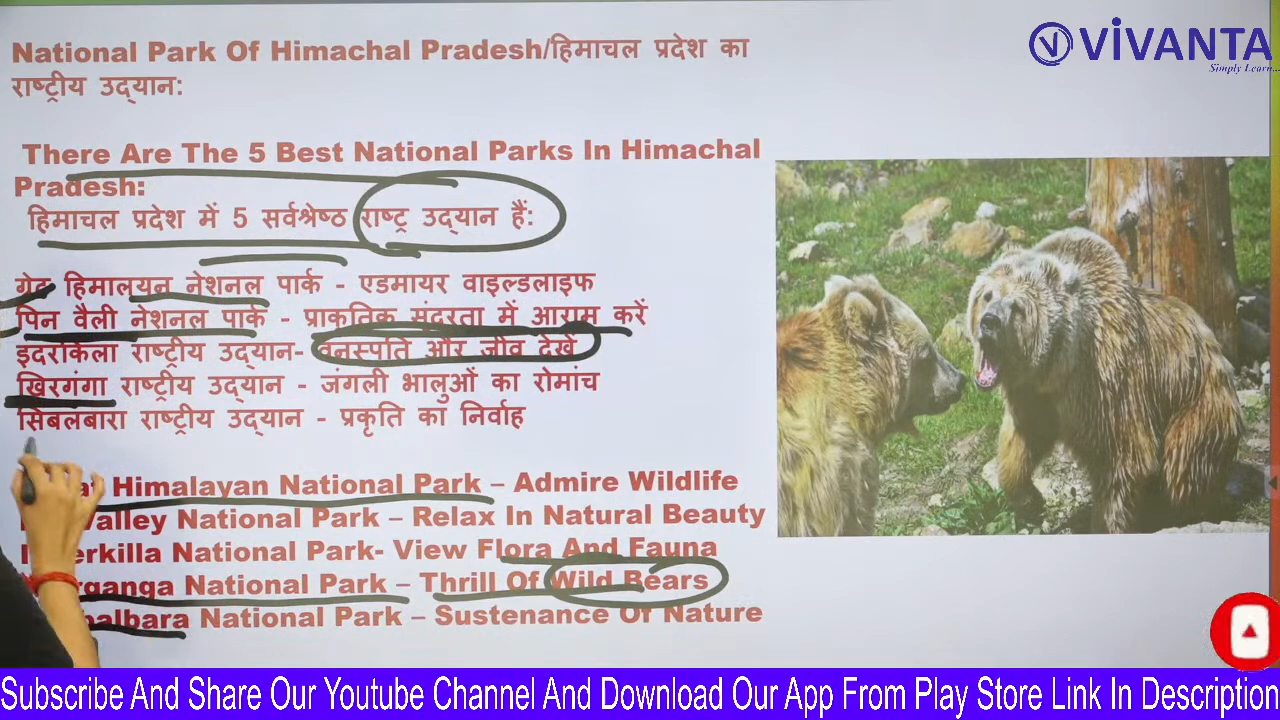 National Park Of Himachal Pradesh/हिमाचल प्रदेश का
राष्ट्रीय उद्यान:
VIVANTA
Simply Learn...
There Are The 5 Best National Parks In Himachal
Pradesh:
हिमाचल प्रदेश में 5 सर्वश्रेष्ठ राष्ट्र उद्यान हैं:
हिमालयन नेशनल पार्क - एडमायर वाइल्डलाइफ
पिन वैली नेशनल पार्क - प्राकृतिक सुंदरता में आराम करें
इंदरकिला राष्ट्रीय उद्यान- वनस्पति और जीव देखें
खिरगंगा राष्ट्रीय उद्यान - जंगली भालुओं का रोमांच
सिंबलबारा राष्ट्रीय उद्यान - प्रकृति का निर्वाह
Himalayan National Park – Admire Wildlife
Valley National Park – Relax In Natural Beauty
National Park- View Flora And Fauna
National Park – Thrill Of Wild Bears
National Park – Sustenance Of Nature
Subscribe And Share Our Youtube Channel And Download Our App From Play Store Link In Description